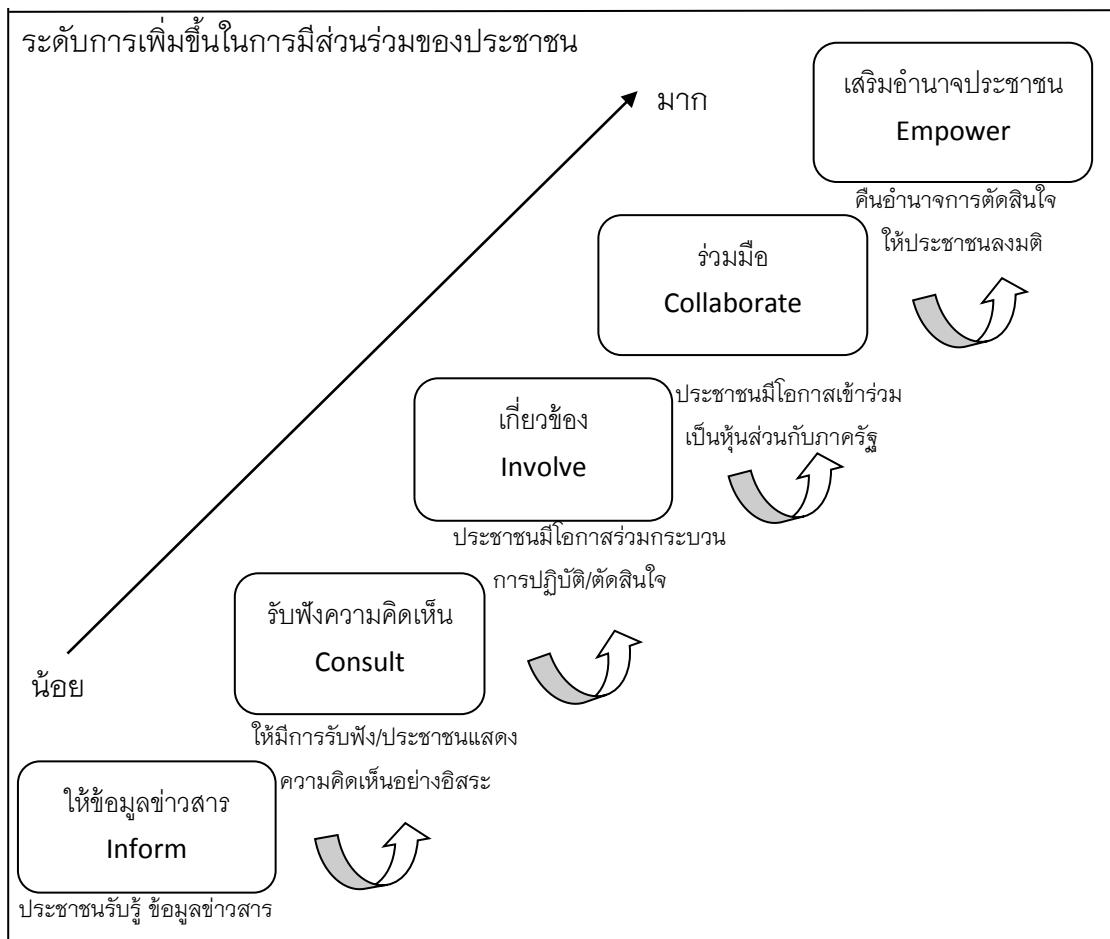 ระดับการเพิ่มขึ้นในการมีส่วนร่วมของประชาชน
มาก
เสริมอำนาจประชาชน
Empower
คืนอำนาจการตัดสินใจ
ให้ประชาชนลงมติ
ร่วมมือ
Collaborate
ประชาชนมีโอกาสเข้าร่วม
เป็นหุ้นส่วนกับภาครัฐ
เกี่ยวข้อง
Involve
ประชาชนมีโอกาสร่วมกระบวน
การปฏิบัติ/ตัดสินใจ
รับฟังความคิดเห็น
Consult
ให้มีการรับฟัง/ประชาชนแสดง
ความคิดเห็นอย่างอิสระ
น้อย
ให้ข้อมูลข่าวสาร
Inform
ประชาชนรับรู้ ข้อมูลข่าวสาร